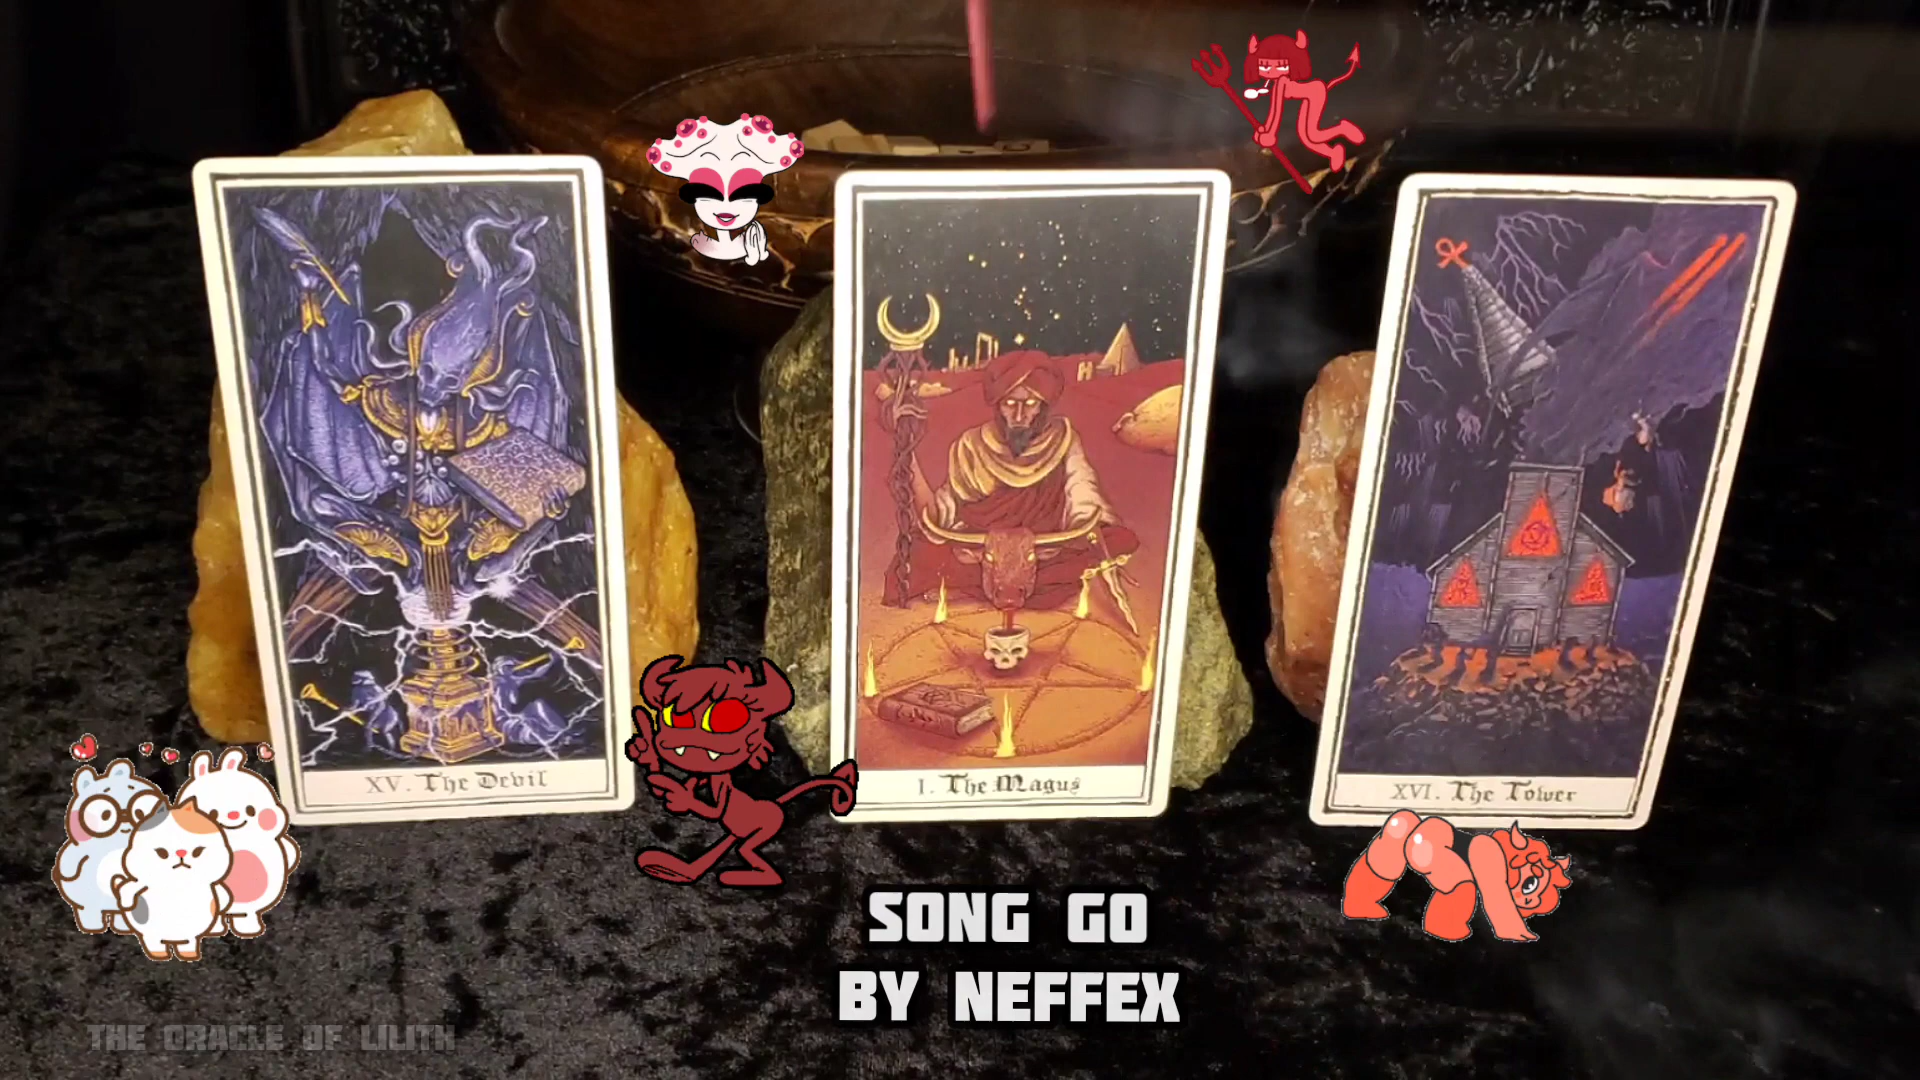 XV. The Devil
I. The Magus
XVI. The Tower
SONG GO
BY NEFFEX
THE ORACLE OF LILITH